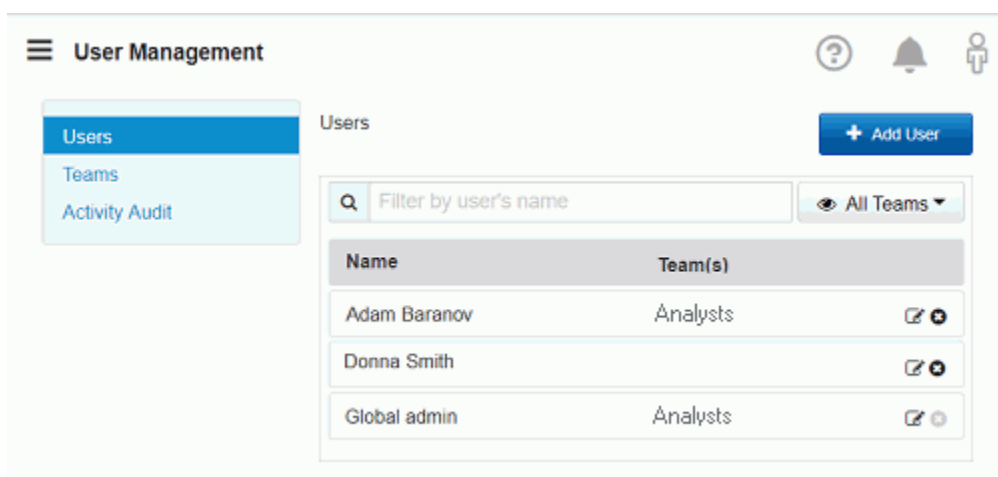 User Management
Users
Teams
Activity Audit
Users
Add User
Filter by user's name
All Teams
Name Team(s)
Adam Baranov Analysts
Donna Smith
Global admin Analysts